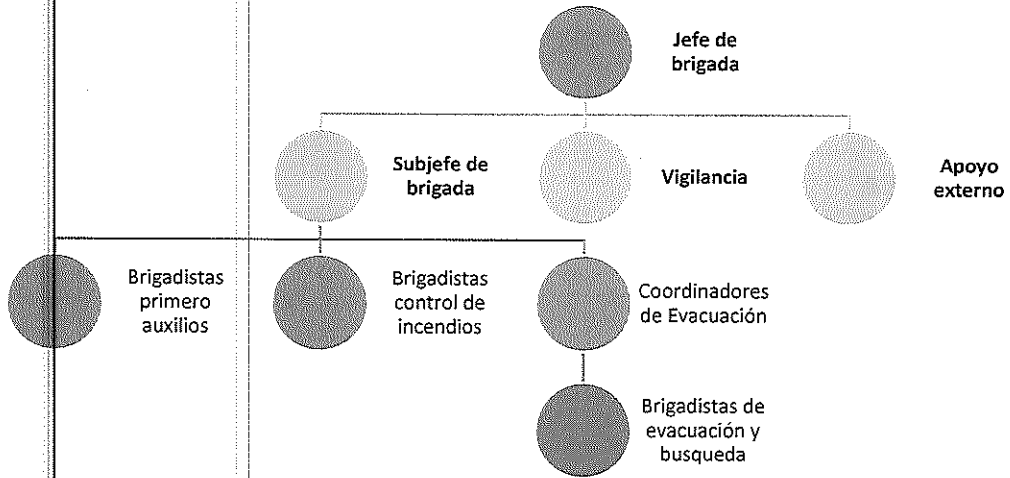 Jefe de
brigada
Subjefe de
brigada
Vigilancia
Apoyo
externo
Brigadistas
primero
auxilios
Brigadistas
control de
incendios
Coordinadores
de Evacuación
Brigadistas de
evacuación y
busqueda